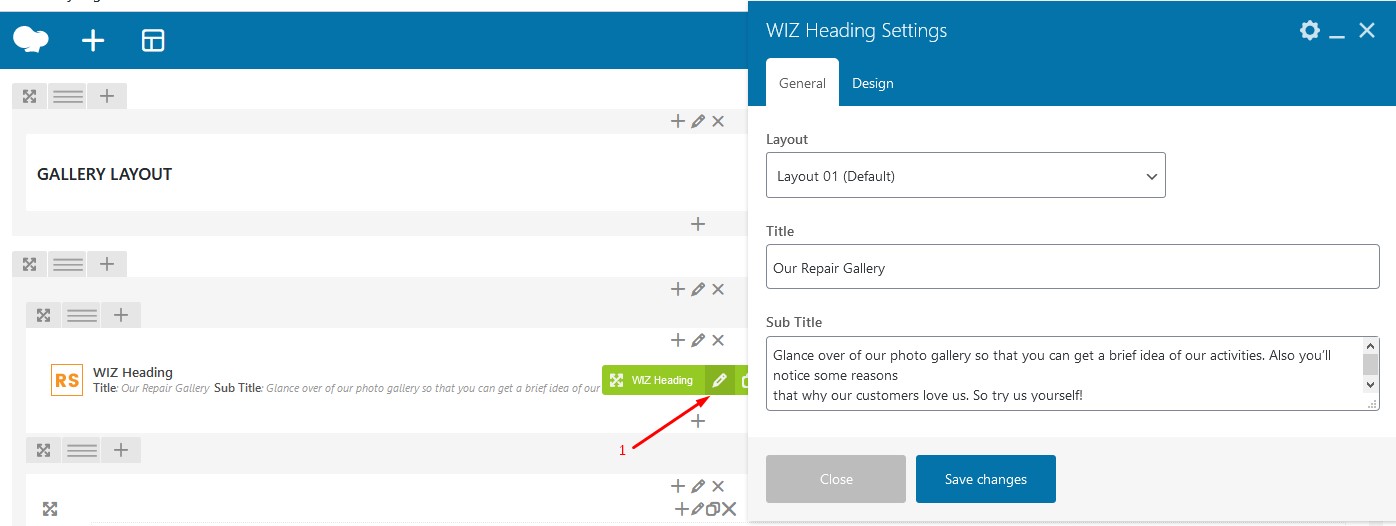 WIZ Heading Settings
General
Design
GALLERY LAYOUT
Layout
Layout 01 (Default)
Title
Our Repair Gallery
Sub Title
Glance over of our photo gallery so that you can get a brief idea of our activities. Also you'll
notice some reasons
that why our customers love us. So try us yourself!
RS
WIZ Heading
Title: Our Repair Gallery Sub Title: Glance over of our photo gallery so that you can get a brief idea of our
WIZ Heading
1
Close
Save changes